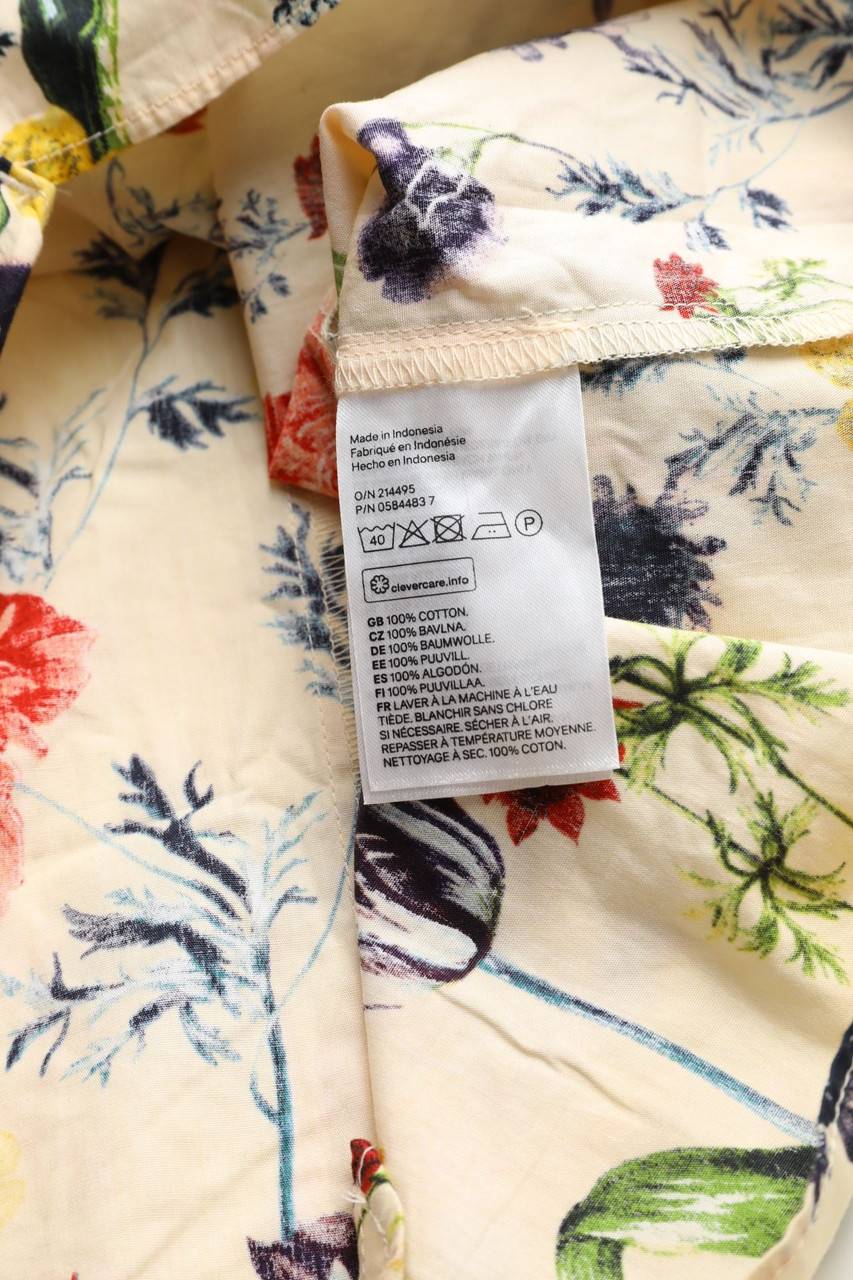 Made in Indonesia
Fabriqué en Indonésie
Hecho en Indonesia
O/N 214495
P/N 0584483 7
40 P
clevercare.info
GB 100% COTTON.
CZ 100% BAVLNA.
DE 100% BAUMWOLLE.
EE 100% PUUVILL.
ES 100% ALGODÓN.
FI 100% PUUVILLAA.
FR LAVER À LA MACHINE À L'EAU
TIÈDE, BLANCHIR SANS CHLORE
SI NÉCESSAIRE, SÉCHER À L'AIR.
REPASSER À TEMPÉRATURE MOYENNE.
NETTOYAGE À SEC. 100% COTON.